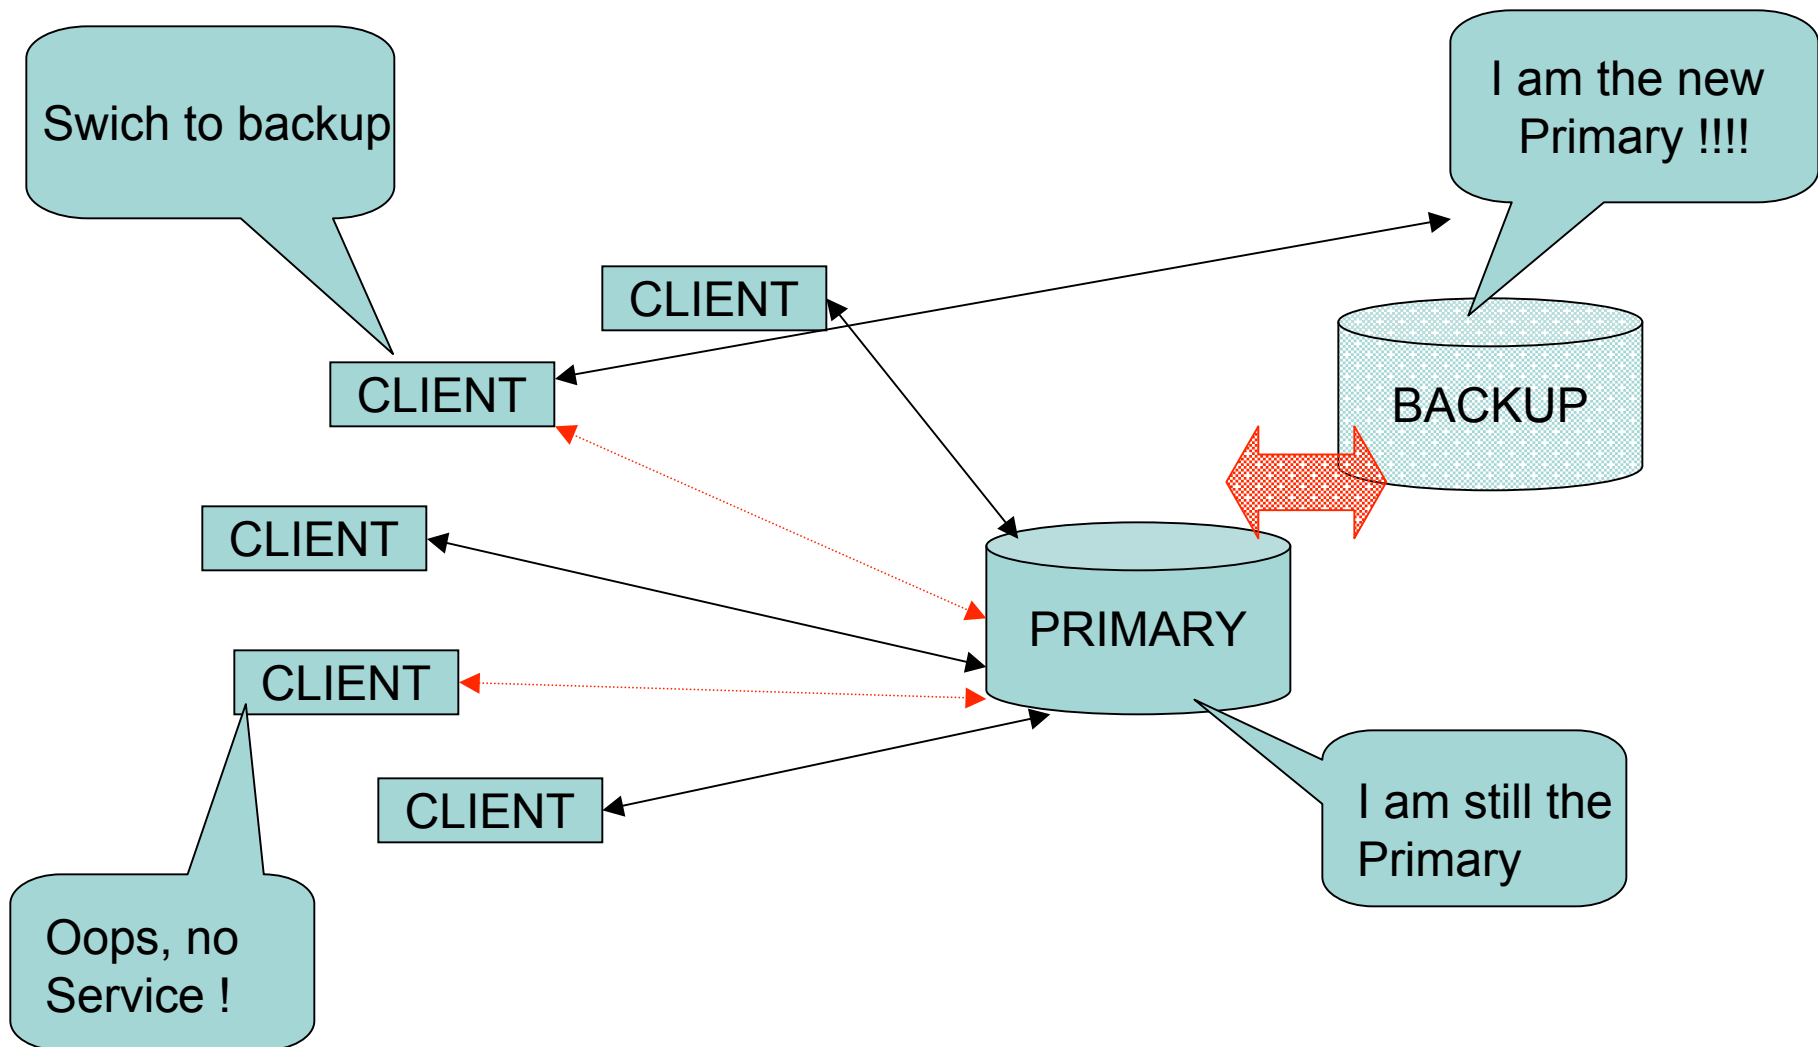 Swich to backup
I am the new
Primary !!!!
CLIENT
CLIENT
BACKUP
CLIENT
PRIMARY
CLIENT
CLIENT
I am still the
Primary
Oops, no
Service !